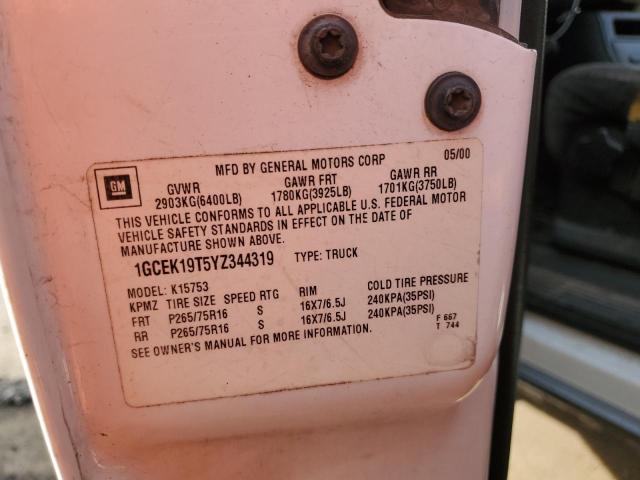 MFD BY GENERAL MOTORS CORP 05/00
GM
GVWR GAWR FRT GAWR RR
2903KG(6400LB) 1780KG(3925LB) 1701KG(3750LB)
THIS VEHICLE CONFORMS TO ALL APPLICABLE U.S. FEDERAL MOTOR
VEHICLE SAFETY STANDARDS IN EFFECT ON THE DATE OF
MANUFACTURE SHOWN ABOVE.
1GCEK19T5YZ344319 TYPE: TRUCK
MODEL: K15753
KPMZ TIRE SIZE SPEED RTG RIM COLD TIRE PRESSURE
FRT P265/75R16 S 16X7/6.5J 240KPA(35PSI)
RR P265/75R16 S 16X7/6.5J 240KPA(35PSI)
SEE OWNER'S MANUAL FOR MORE INFORMATION.
F 667
T 744